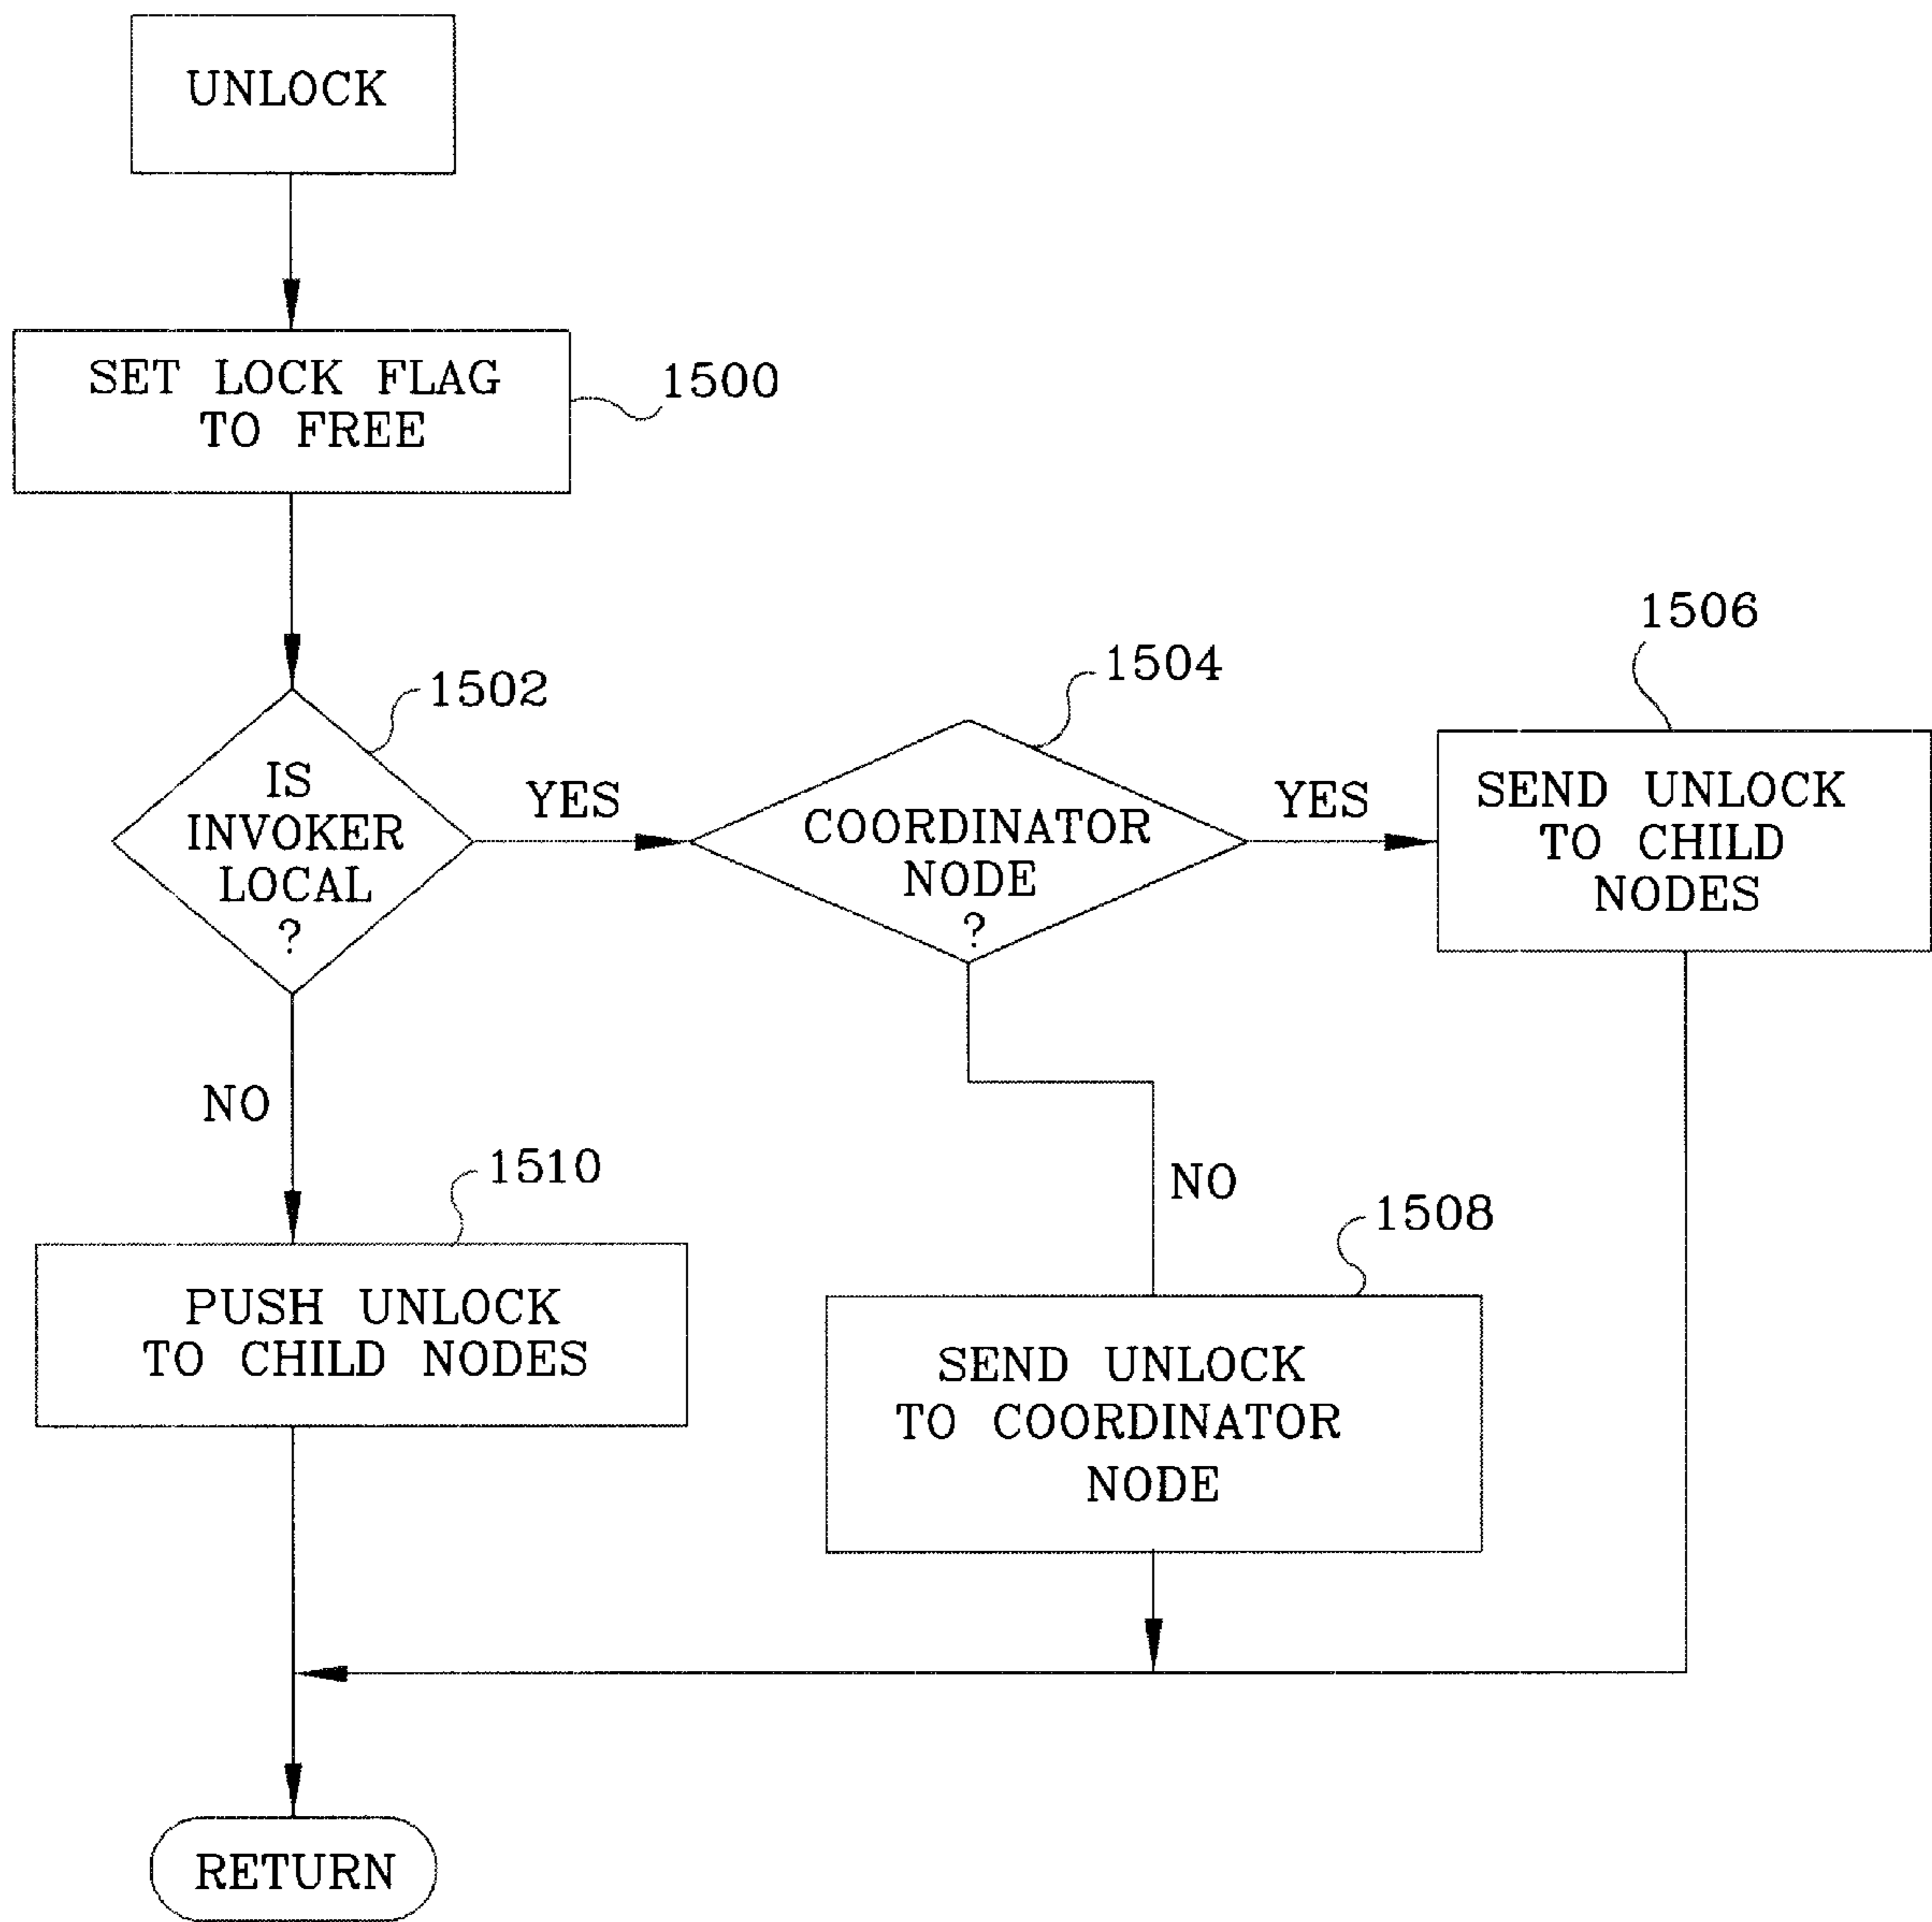 UNLOCK
SET LOCK FLAG
TO FREE
1500
1502
IS
INVOKER
LOCAL
?
YES
1504
COORDINATOR
NODE
?
YES
1506
SEND UNLOCK
TO CHILD
NODES
NO
1510
PUSH UNLOCK
TO CHILD NODES
NO
1508
SEND UNLOCK
TO COORDINATOR
NODE
RETURN